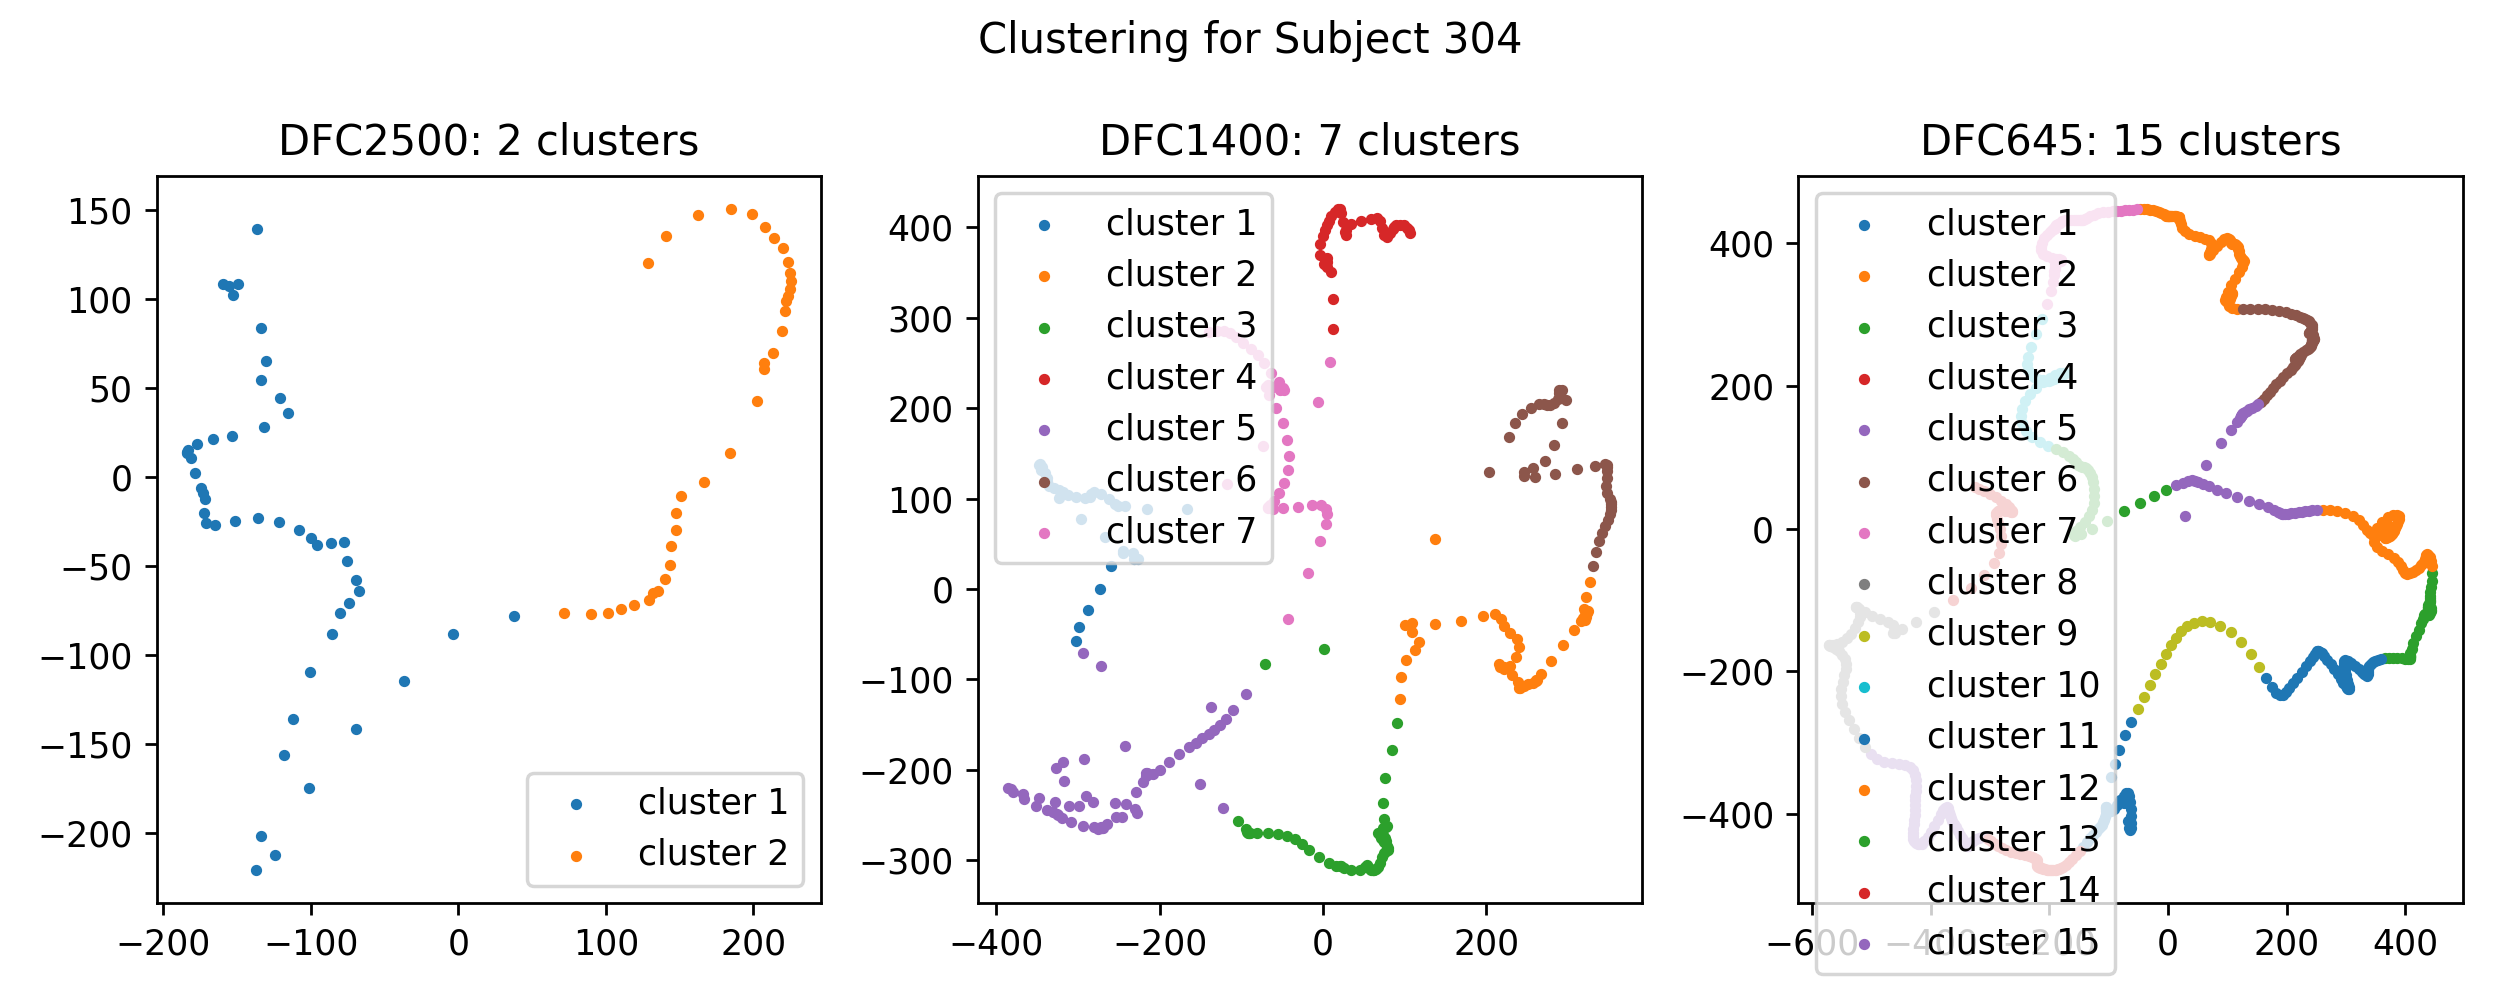 Clustering for Subject 304
DFC2500: 2 clusters
150
100
50
0
−50
−100
−150
−200
−200
−100
0
100
200
cluster 1
cluster 2
DFC1400: 7 clusters
400
300
200
100
0
−100
−200
−300
−400
−200
0
200
cluster 1
cluster 2
cluster 3
cluster 4
cluster 5
cluster 6
cluster 7
DFC645: 15 clusters
400
200
0
−200
−400
−600
−400
−200
0
200
400
cluster 1
cluster 2
cluster 3
cluster 4
cluster 5
cluster 6
cluster 7
cluster 8
cluster 9
cluster 10
cluster 11
cluster 12
cluster 13
cluster 14
cluster 15